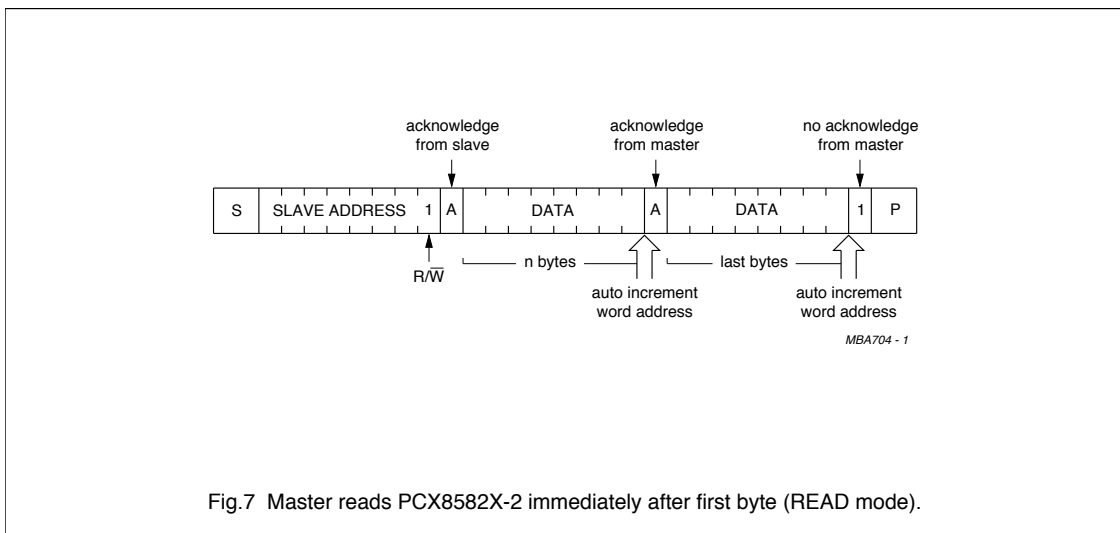 acknowledge
from slave
acknowledge
from master
no acknowledge
from master
S SLAVE ADDRESS 1 A DATA A DATA 1 P
R/W̅
n bytes
last bytes
auto increment
word address
auto increment
word address
MBA704 - 1
Fig.7 Master reads PCX8582X-2 immediately after first byte (READ mode).